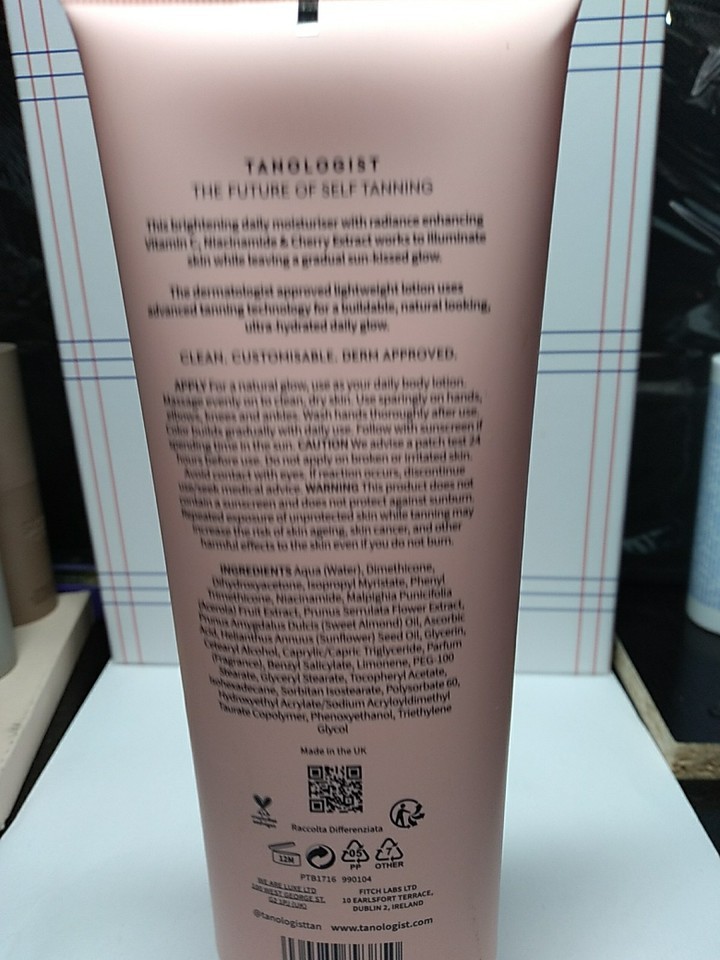 TANOLOGIST
THE FUTURE OF SELF TANNING
This brightening daily moisturiser with radiance enhancing
Vitamin C, Niacinamide & Cherry Extract works to illuminate
skin while leaving a gradual sun-kissed glow.
The dermatologist approved lightweight lotion uses
advanced tanning technology for a buildable, natural looking,
ultra-hydrated daily glow.
CLEAN. CUSTOMISABLE. DERM APPROVED.
APPLY For a natural glow, use as your daily body lotion.
Massage evenly on to clean, dry skin. Use sparingly on hands,
elbows, knees and ankles. Wash hands thoroughly after use.
Color builds gradually with daily use. Follow with sunscreen if
spending time in the sun. CAUTION We advise a patch test 24
hours before use. Do not apply on broken or irritated skin.
Avoid contact with eyes. If reaction occurs, discontinue
use/seek medical advice. WARNING This product does not
contain a sunscreen and does not protect against sunburn.
Repeated exposure of unprotected skin while tanning may
increase the risk of skin ageing, skin cancer, and other
harmful effects to the skin even if you do not burn.
INGREDIENTS Aqua (Water), Dimethicone,
Dihydroxyacetone, Isopropyl Myristate, Phenyl
Trimethicone, Niacinamide, Malpighia Punicifolia
(Acerola) Fruit Extract, Prunus Serrulata Flower Extract,
Prunus Amygdalus Dulcis (Sweet Almond) Oil, Ascorbic
Acid, Helianthus Annuus (Sunflower) Seed Oil, Glycerin,
Cetearyl Alcohol, Caprylic/Capric Triglyceride, Parfum
(Fragrance), Benzyl Salicylate, Limonene, PEG-100
Stearate, Glyceryl Stearate, Tocopheryl Acetate,
Isohexadecane, Sorbitan Isostearate, Polysorbate 60,
Hydroxyethyl Acrylate/Sodium Acryloyldimethyl
Taurate Copolymer, Phenoxyethanol, Triethylene
Glycol
Made in the UK
Raccolta Differenziata
12M
05
PP
7
OTHER
PTB1716 990104
WE ARE LUXE LTD
100 WEST GEORGE ST.
G2 1PJ (UK)
FITCH LABS LTD
10 EARLSFORT TERRACE,
DUBLIN 2, IRELAND
@tanologisttan www.tanologist.com